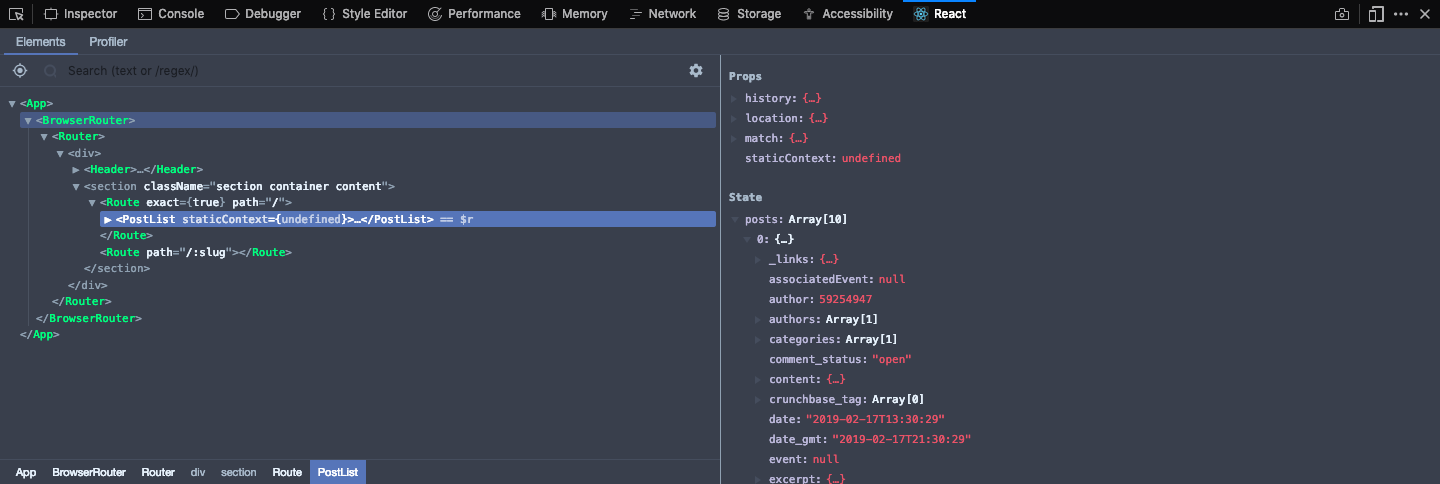 Inspector Console Debugger Style Editor Performance Memory Network Storage Accessibility React
Elements Profiler
Search (text or /regex/)
<App>
<BrowserRouter>
<Router>
<div>
<Header>…</Header>
<section className="section container content">
<Route exact={true} path="/">
<PostList staticContext={undefined}>…</PostList> == $r
</Route>
<Route path="/:slug"></Route>
</section>
</div>
</Router>
</BrowserRouter>
</App>
App BrowserRouter Router div section Route PostList
Props
history: {…}
location: {…}
match: {…}
staticContext: undefined
State
posts: Array[10]
0: {…}
_links: {…}
associatedEvent: null
author: 59254947
authors: Array[1]
categories: Array[1]
comment_status: "open"
content: {…}
crunchbase_tag: Array[0]
date: "2019-02-17T13:30:29"
date_gmt: "2019-02-17T21:30:29"
event: null
excerpt: {…}